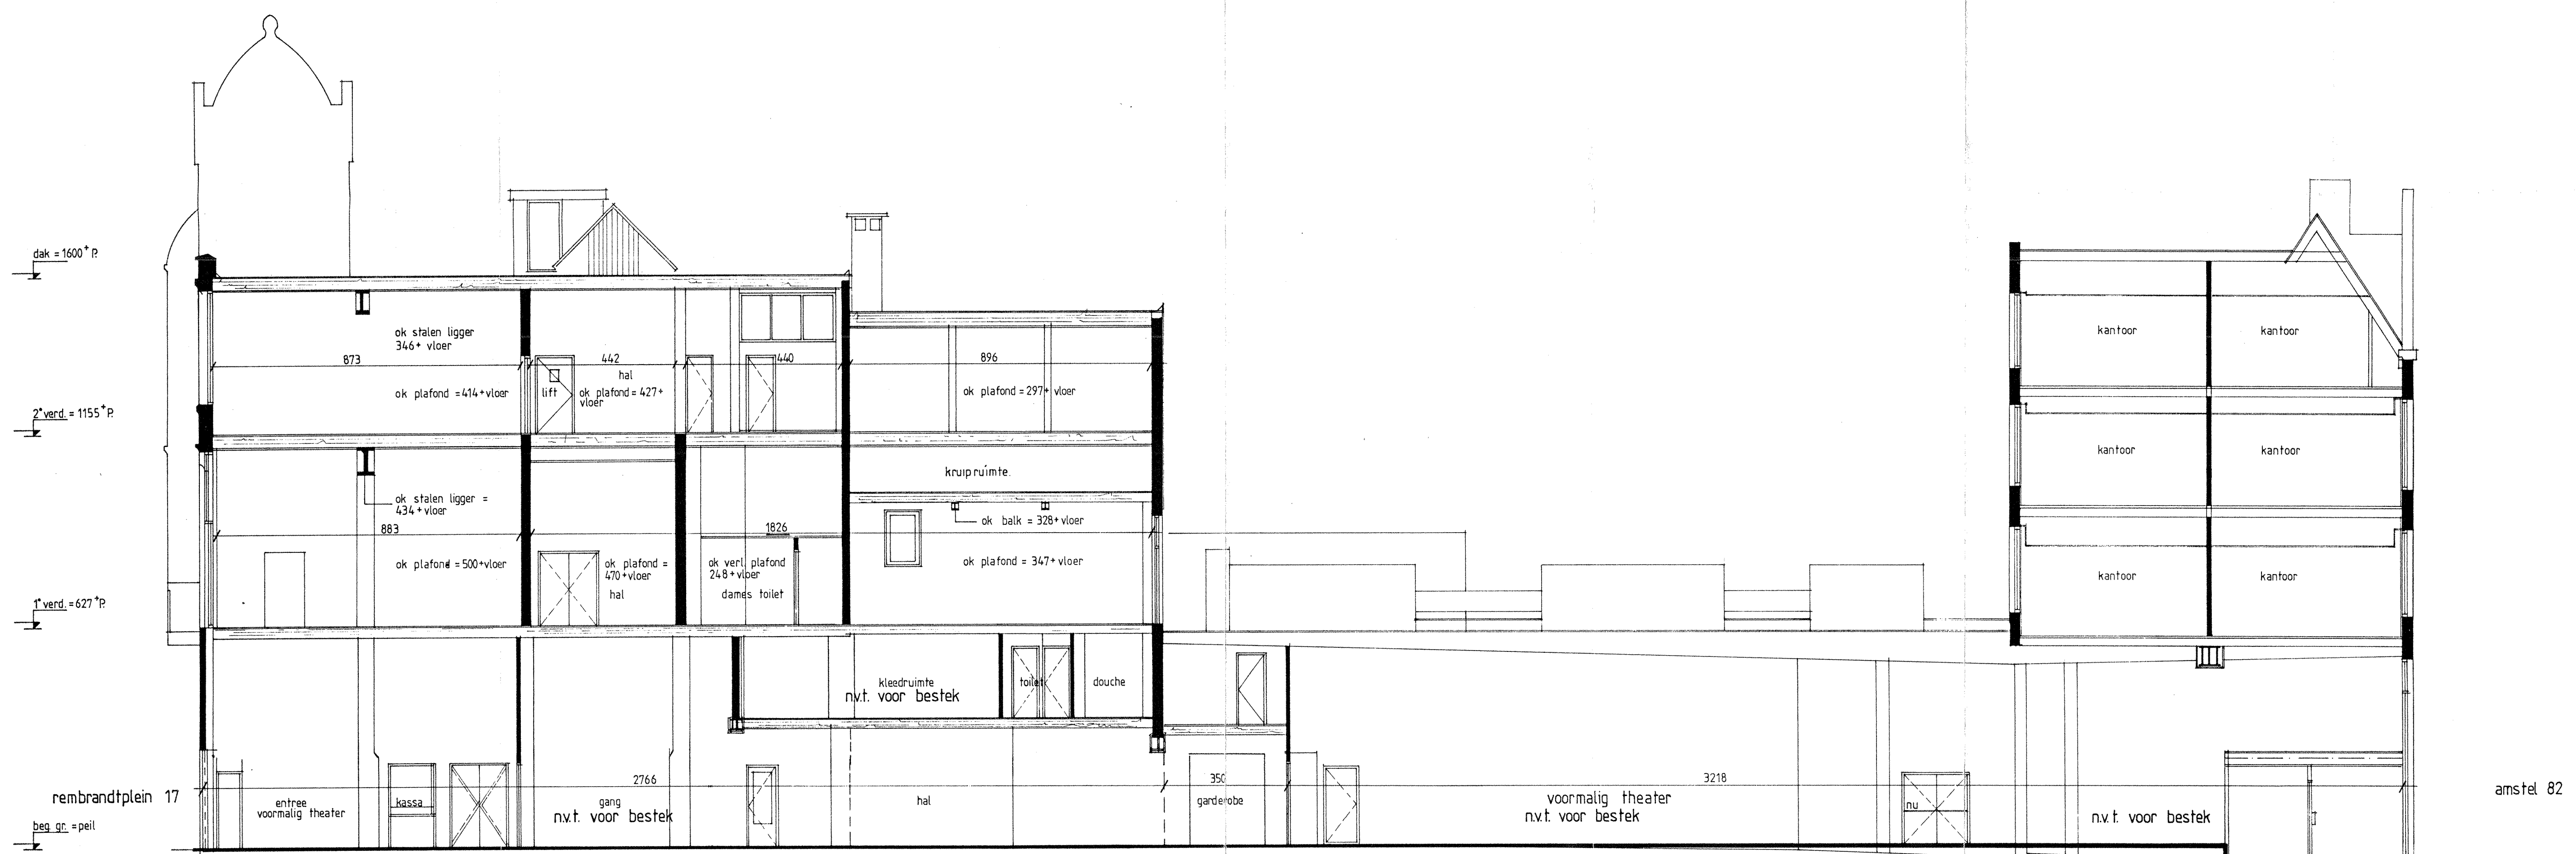 dak = 1600+ P.
2e verd. = 1155+ P.
1e verd. = 627+ P.
beg. gr. = peil
rembrandtplein 17
ok stalen ligger
346+ vloer
873
ok plafond = 414+vloer
lift
442
hal
ok plafond = 427+
vloer
440
896
ok plafond = 297+ vloer
kruipruimte.
ok stalen ligger =
434+vloer
883
ok plafond = 500+vloer
ok plafond =
470+vloer
hal
1826
ok verl. plafond
248+vloer
dames toilet
ok balk = 328+vloer
ok plafond = 347+vloer
kleedruimte
n.v.t. voor bestek
toilet
douche
2766
entree
voormalig theater
kassa
gang
n.v.t. voor bestek
hal
350
garderobe
3218
voormalig theater
n.v.t. voor bestek
nu
n.v.t. voor bestek
kantoor
kantoor
kantoor
kantoor
kantoor
kantoor
amstel 82